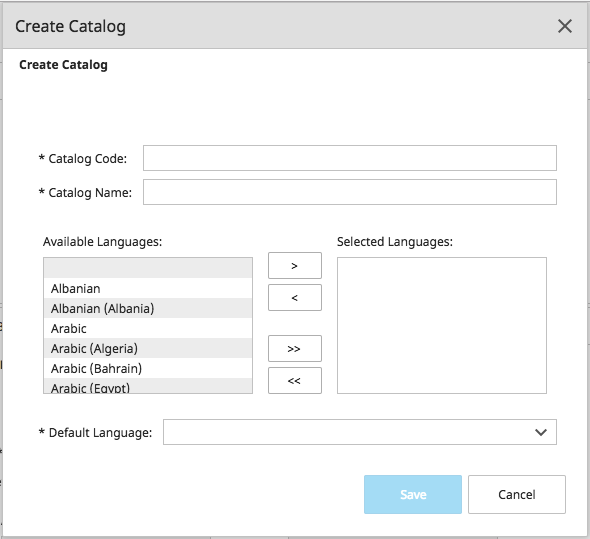 Create Catalog
Create Catalog
* Catalog Code:
* Catalog Name:
Available Languages:
Selected Languages:
>
Albanian
<
Albanian (Albania)
Arabic
Arabic (Algeria)
>>
Arabic (Bahrain)
<<
Arabic (Egypt)
* Default Language:
Save
Cancel